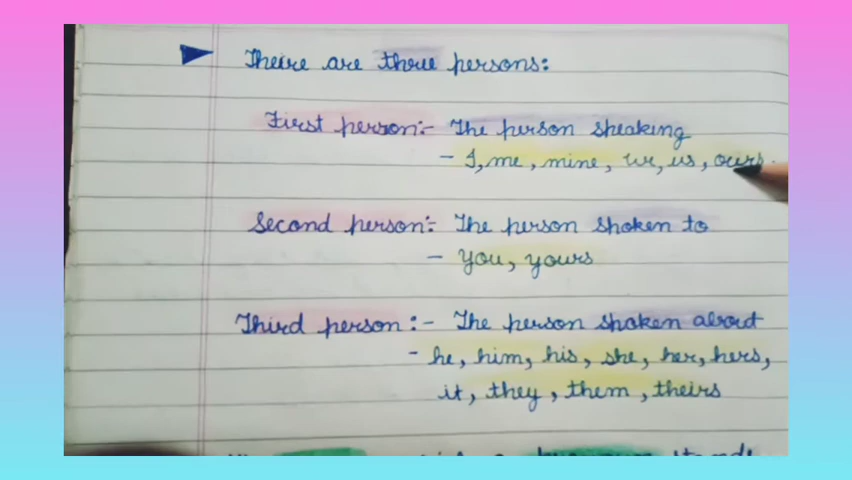 There are three persons:
First person:- The person speaking
- I, me, mine, we, us, ours.
Second person:- The person spoken to
- you, yours
Third person:- The person spoken about
- he, him, his, she, her, hers,
it, they, them, theirs